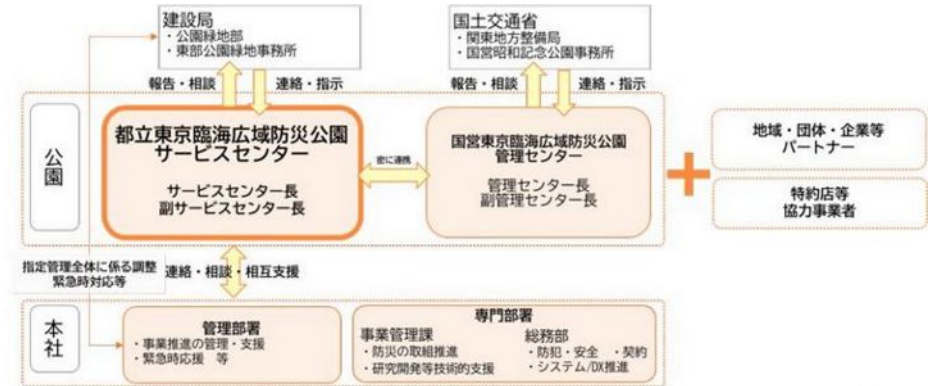 建設局
・公園緑地部
・東部公園緑地事務所
国土交通省
・関東地方整備局
・国営昭和記念公園事務所
報告・相談
連絡・指示
報告・相談
連絡・指示
公園
都立東京臨海広域防災公園
サービスセンター
サービスセンター長
副サービスセンター長
密に連携
国営東京臨海広域防災公園
管理センター
管理センター長
副管理センター長
地域・団体・企業等
パートナー
特約店等
協力事業者
指定管理全体に係る調整
緊急時対応等
連絡・相談・相互支援
本社
管理部署
・事業推進の管理・支援
・緊急時応援 等
専門部署
事業管理課
・防災の取組推進
・研究開発等技術的支援
総務部
・防犯・安全 ・契約
・システム/DX推進